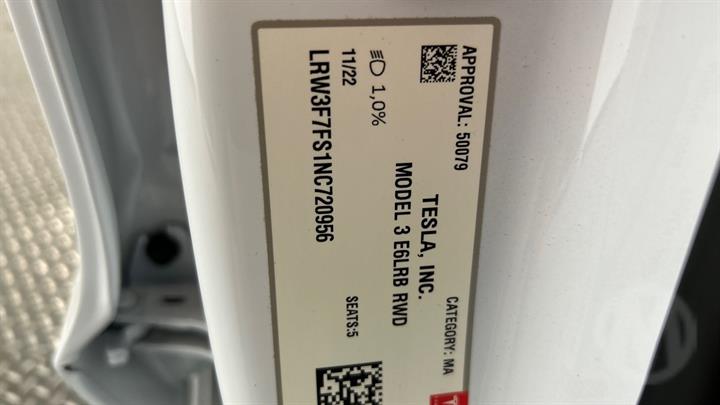 APPROVAL: 50079
CATEGORY: MA
TESLA, INC.
MODEL 3 E6LRB RWD
1,0%
11/22
SEATS:5
LRW3F7FS1NC720956